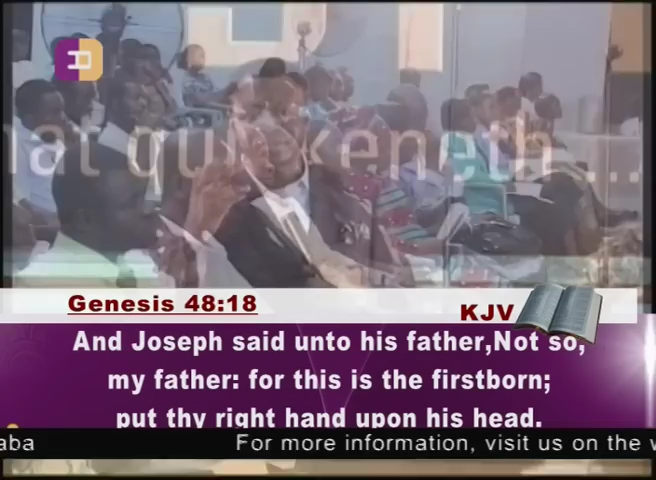 hat quickeneth ...
Genesis 48:18
KJV
And Joseph said unto his father,Not so,
my father: for this is the firstborn;
put thy right hand upon his head.
aba For more information, visit us on the w